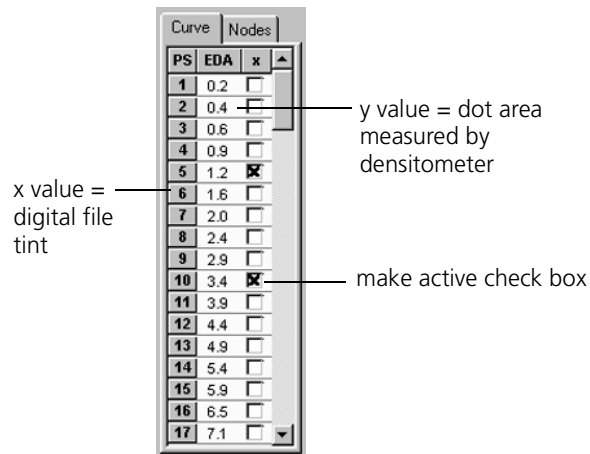 Curve Nodes
PS EDA x
1 0.2
2 0.4
3 0.6
4 0.9
5 1.2
6 1.6
7 2.0
8 2.4
9 2.9
10 3.4
11 3.9
12 4.4
13 4.9
14 5.4
15 5.9
16 6.5
17 7.1
y value = dot area
measured by
densitometer
x value =
digital file
tint
make active check box